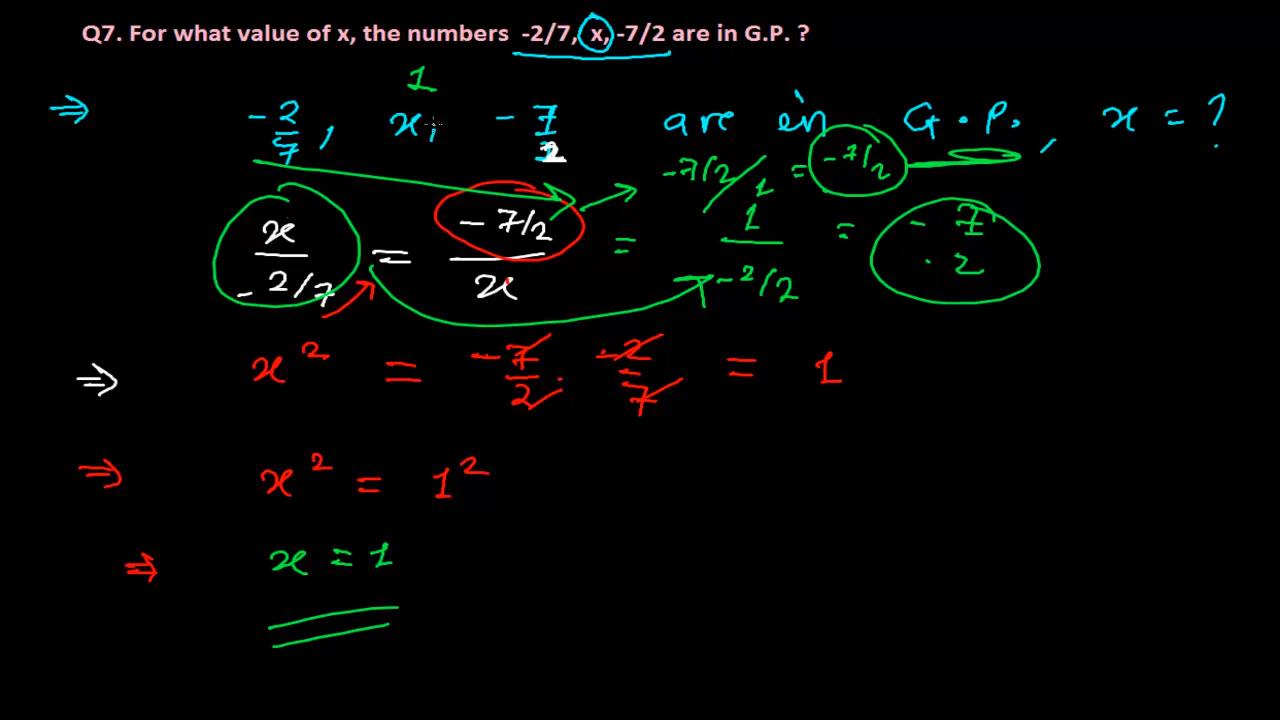 Q7. For what value of x, the numbers -2/7, x, -7/2 are in G.P. ?
1
⇒ -2/7, x, -7/2 are in G.P., x = ?
-7/2/1 = -7/2
x/-2/7 = -7/2/x = 1/-2/2 = -7/2
⇒ x² = -7/2 . -2/7 = 1
⇒ x² = 1²
⇒ x = 1